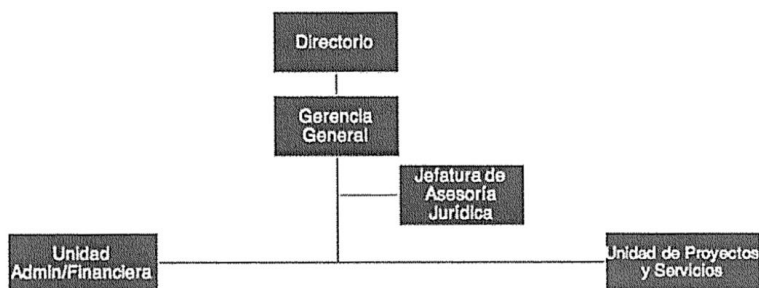 Directorio
Gerencia
General
Jefatura de
Asesoría
Jurídica
Unidad
Admin/Financiera
Unidad de Proyectos
y Servicios